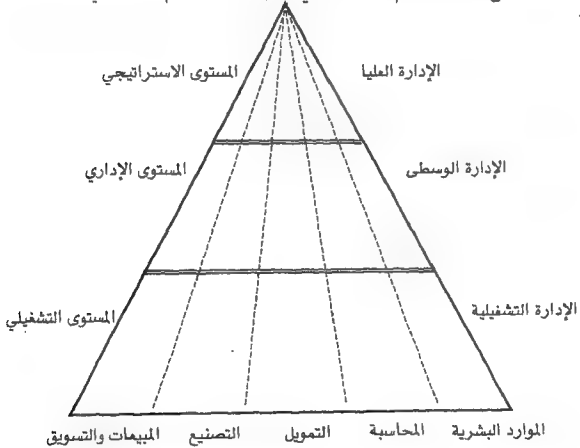 الإدارة العليا
المستوى الاستراتيجي
الإدارة الوسطى
المستوى الإداري
الإدارة التشغيلية
المستوى التشغيلي
الموارد البشرية
المحاسبة
التمويل
التصنيع
المبيعات والتسويق